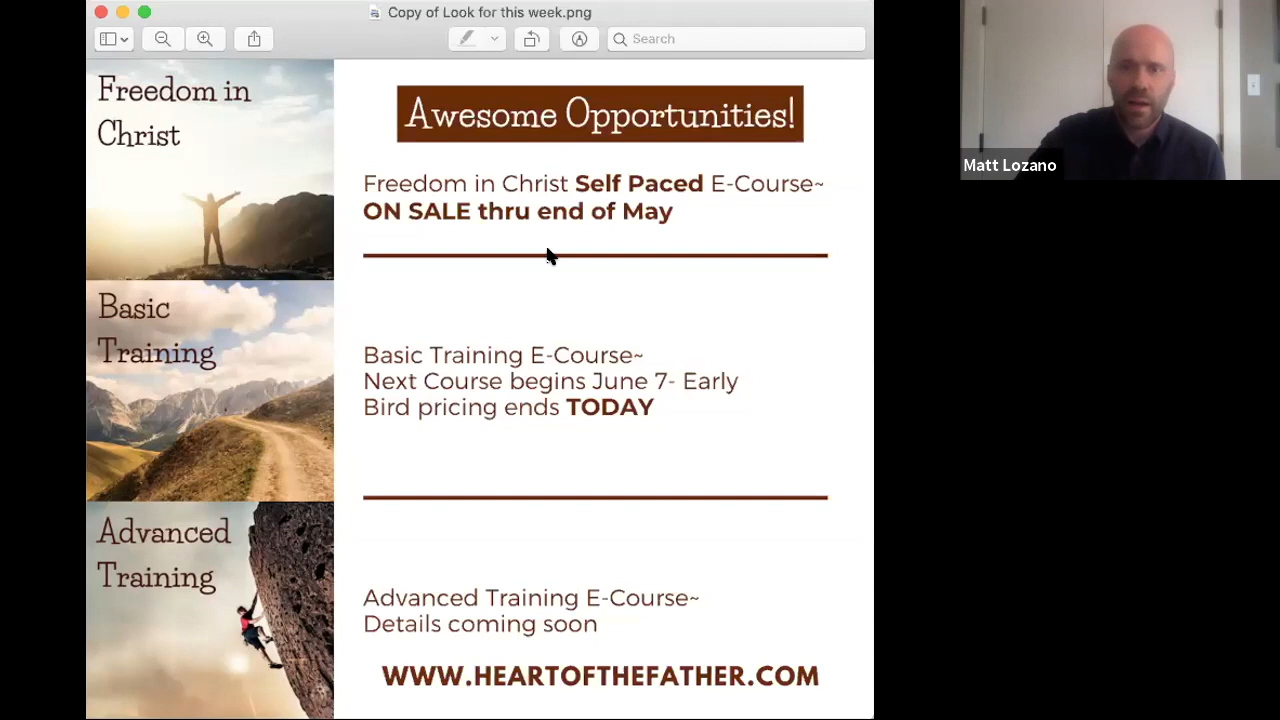 Copy of Look for this week.png
Search
Freedom in
Christ
Awesome Opportunities!
Freedom in Christ Self Paced E-Course~
ON SALE thru end of May
Basic
Training
Basic Training E-Course~
Next Course begins June 7- Early
Bird pricing ends TODAY
Advanced
Training
Advanced Training E-Course~
Details coming soon
WWW.HEARTOFTHEFATHER.COM
Matt Lozano